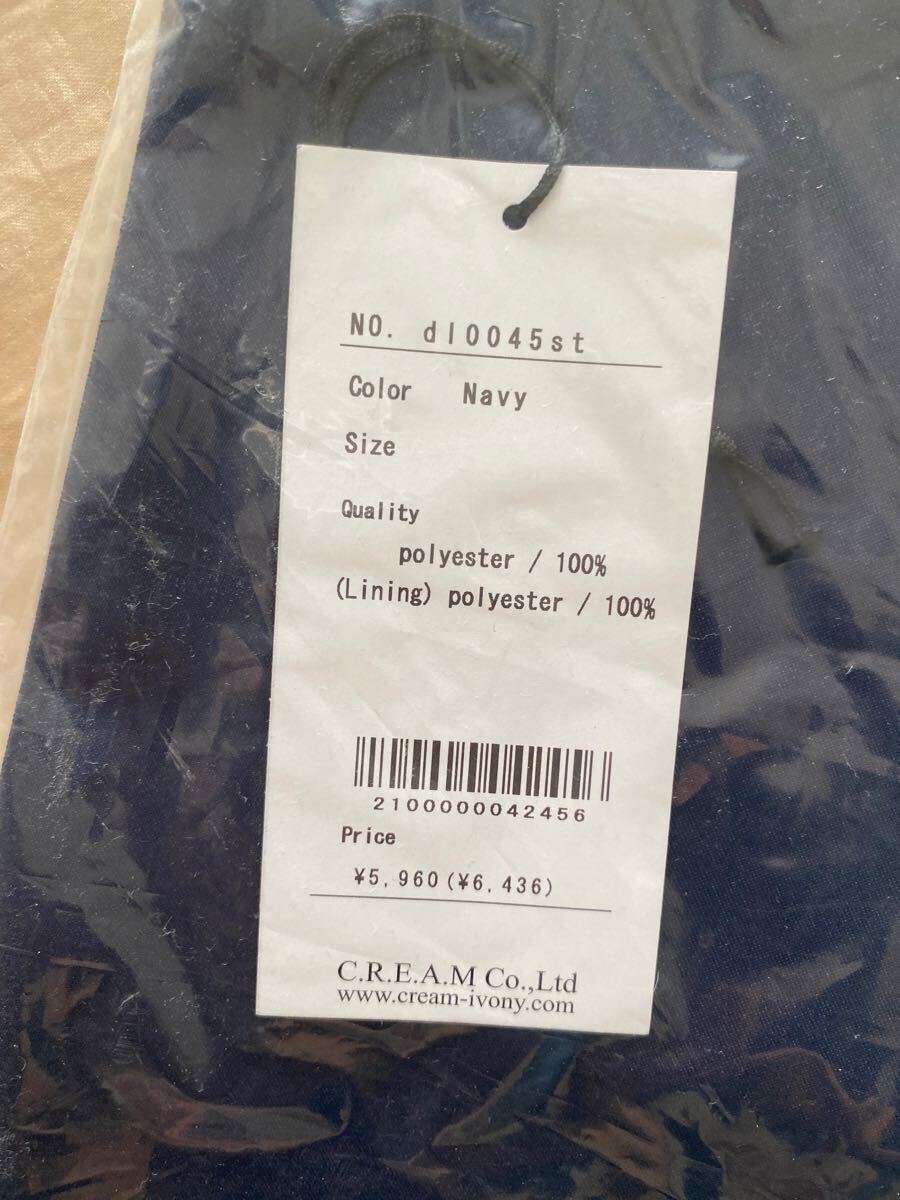 NO. dl0045st
Color Navy
Size
Quality
polyester / 100%
(Lining) polyester / 100%
2100000042456
Price
¥5,960(¥6,436)
C.R.E.A.M Co.,Ltd
www.cream-ivony.com